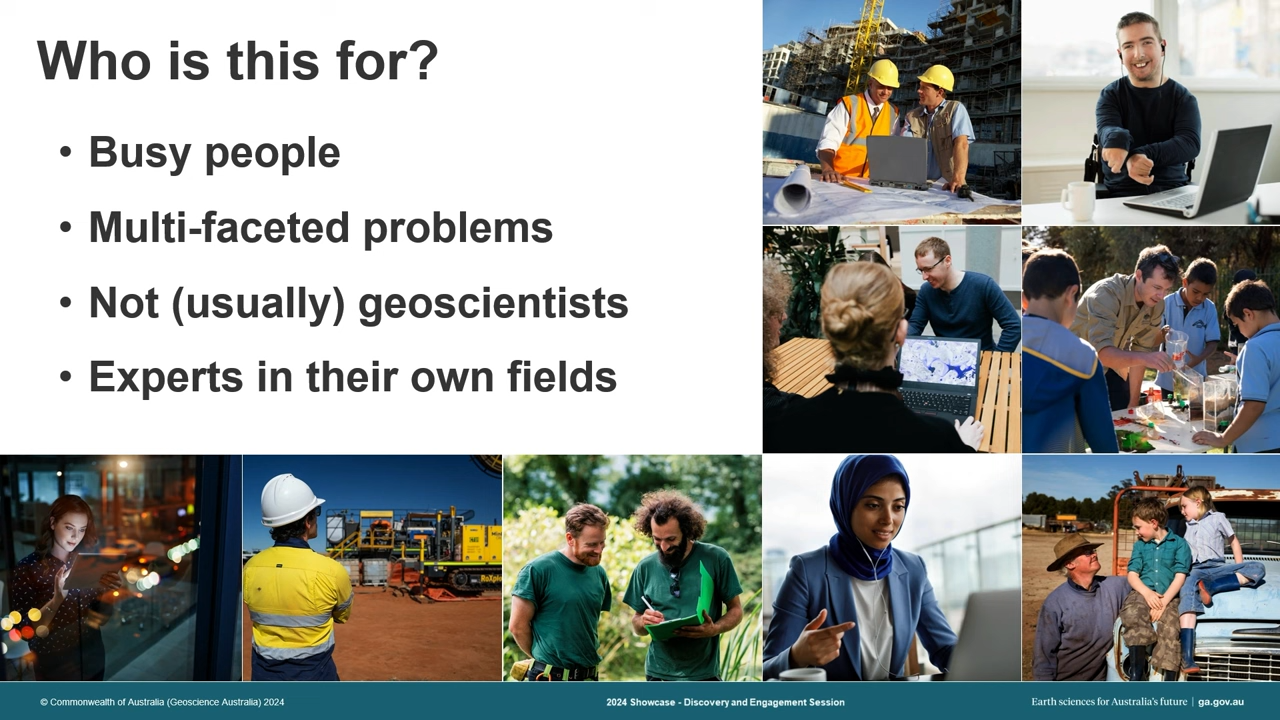 Who is this for?
• Busy people
• Multi-faceted problems
• Not (usually) geoscientists
• Experts in their own fields
RoXplo
© Commonwealth of Australia (Geoscience Australia) 2024
2024 Showcase - Discovery and Engagement Session
Earth sciences for Australia's future | ga.gov.au